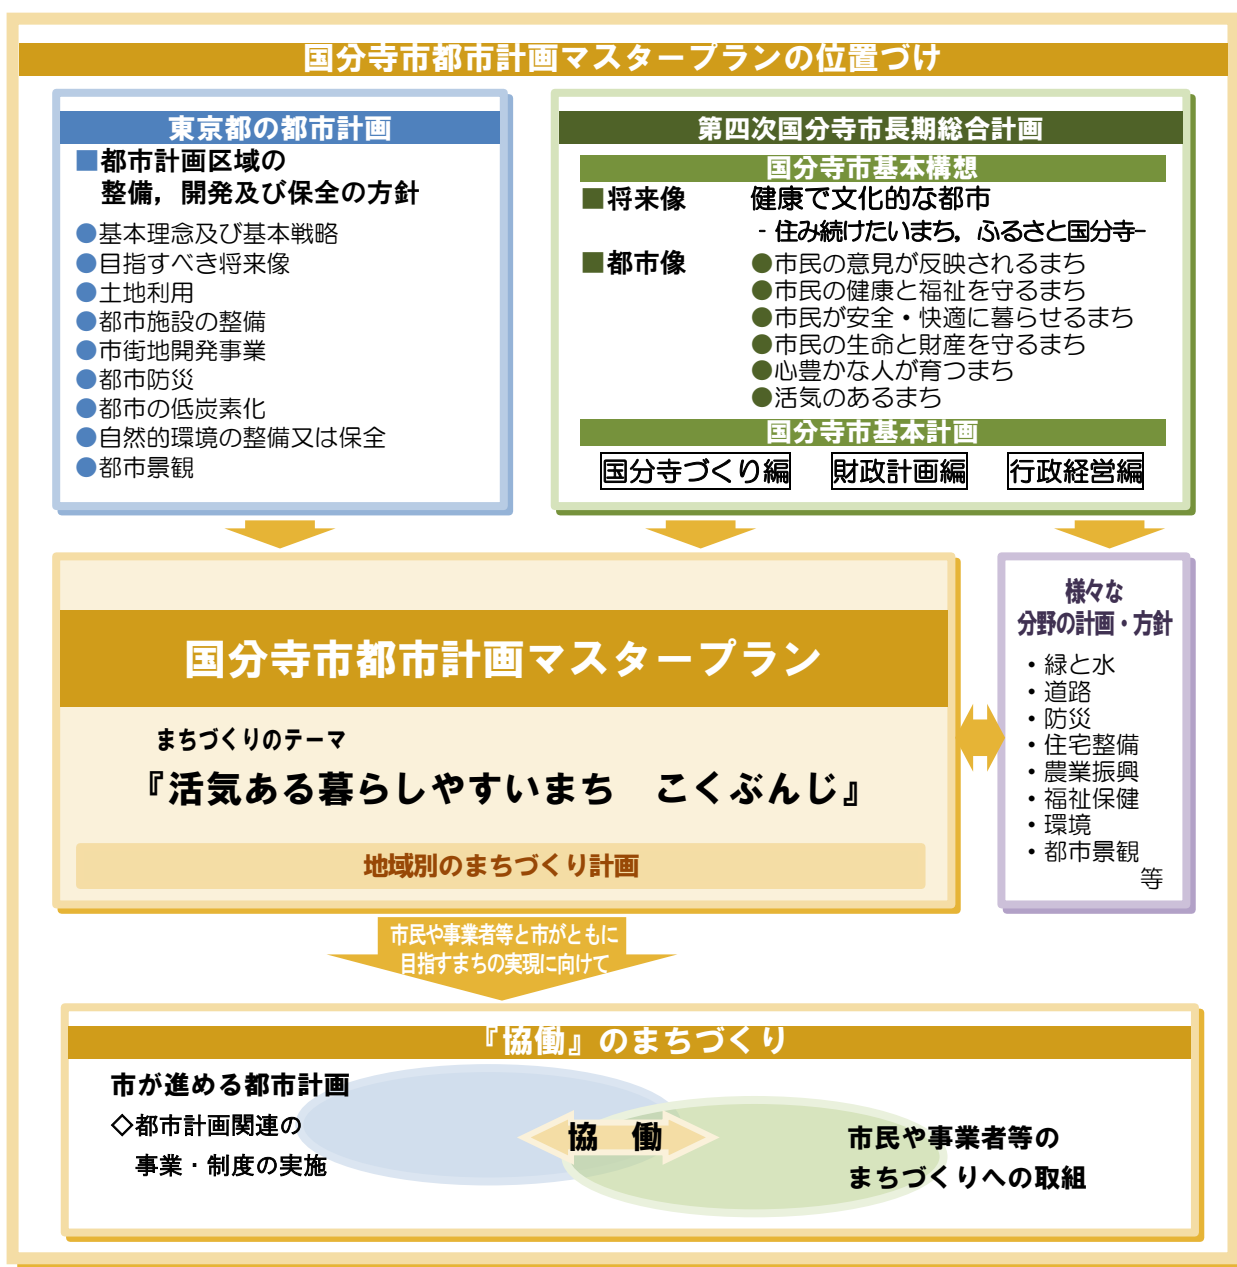 国分寺市都市計画マスタープランの位置づけ
東京都の都市計画
■都市計画区域の
整備，開発及び保全の方針
●基本理念及び基本戦略
●目指すべき将来像
●土地利用
●都市施設の整備
●市街地開発事業
●都市防災
●都市の低炭素化
●自然的環境の整備又は保全
●都市景観
第四次国分寺市長期総合計画
国分寺市基本構想
■将来像 健康で文化的な都市
- 住み続けたいまち，ふるさと国分寺-
■都市像 ●市民の意見が反映されるまち
●市民の健康と福祉を守るまち
●市民が安全・快適に暮らせるまち
●市民の生命と財産を守るまち
●心豊かな人が育つまち
●活気のあるまち
国分寺市基本計画
国分寺づくり編 財政計画編 行政経営編
国分寺市都市計画マスタープラン
まちづくりのテーマ
『活気ある暮らしやすいまち　こくぶんじ』
地域別のまちづくり計画
様々な
分野の計画・方針
・緑と水
・道路
・防災
・住宅整備
・農業振興
・福祉保健
・環境
・都市景観
等
市民や事業者等と市がともに
目指すまちの実現に向けて
『協働』のまちづくり
市が進める都市計画
◇都市計画関連の
事業・制度の実施
協　働
市民や事業者等の
まちづくりへの取組